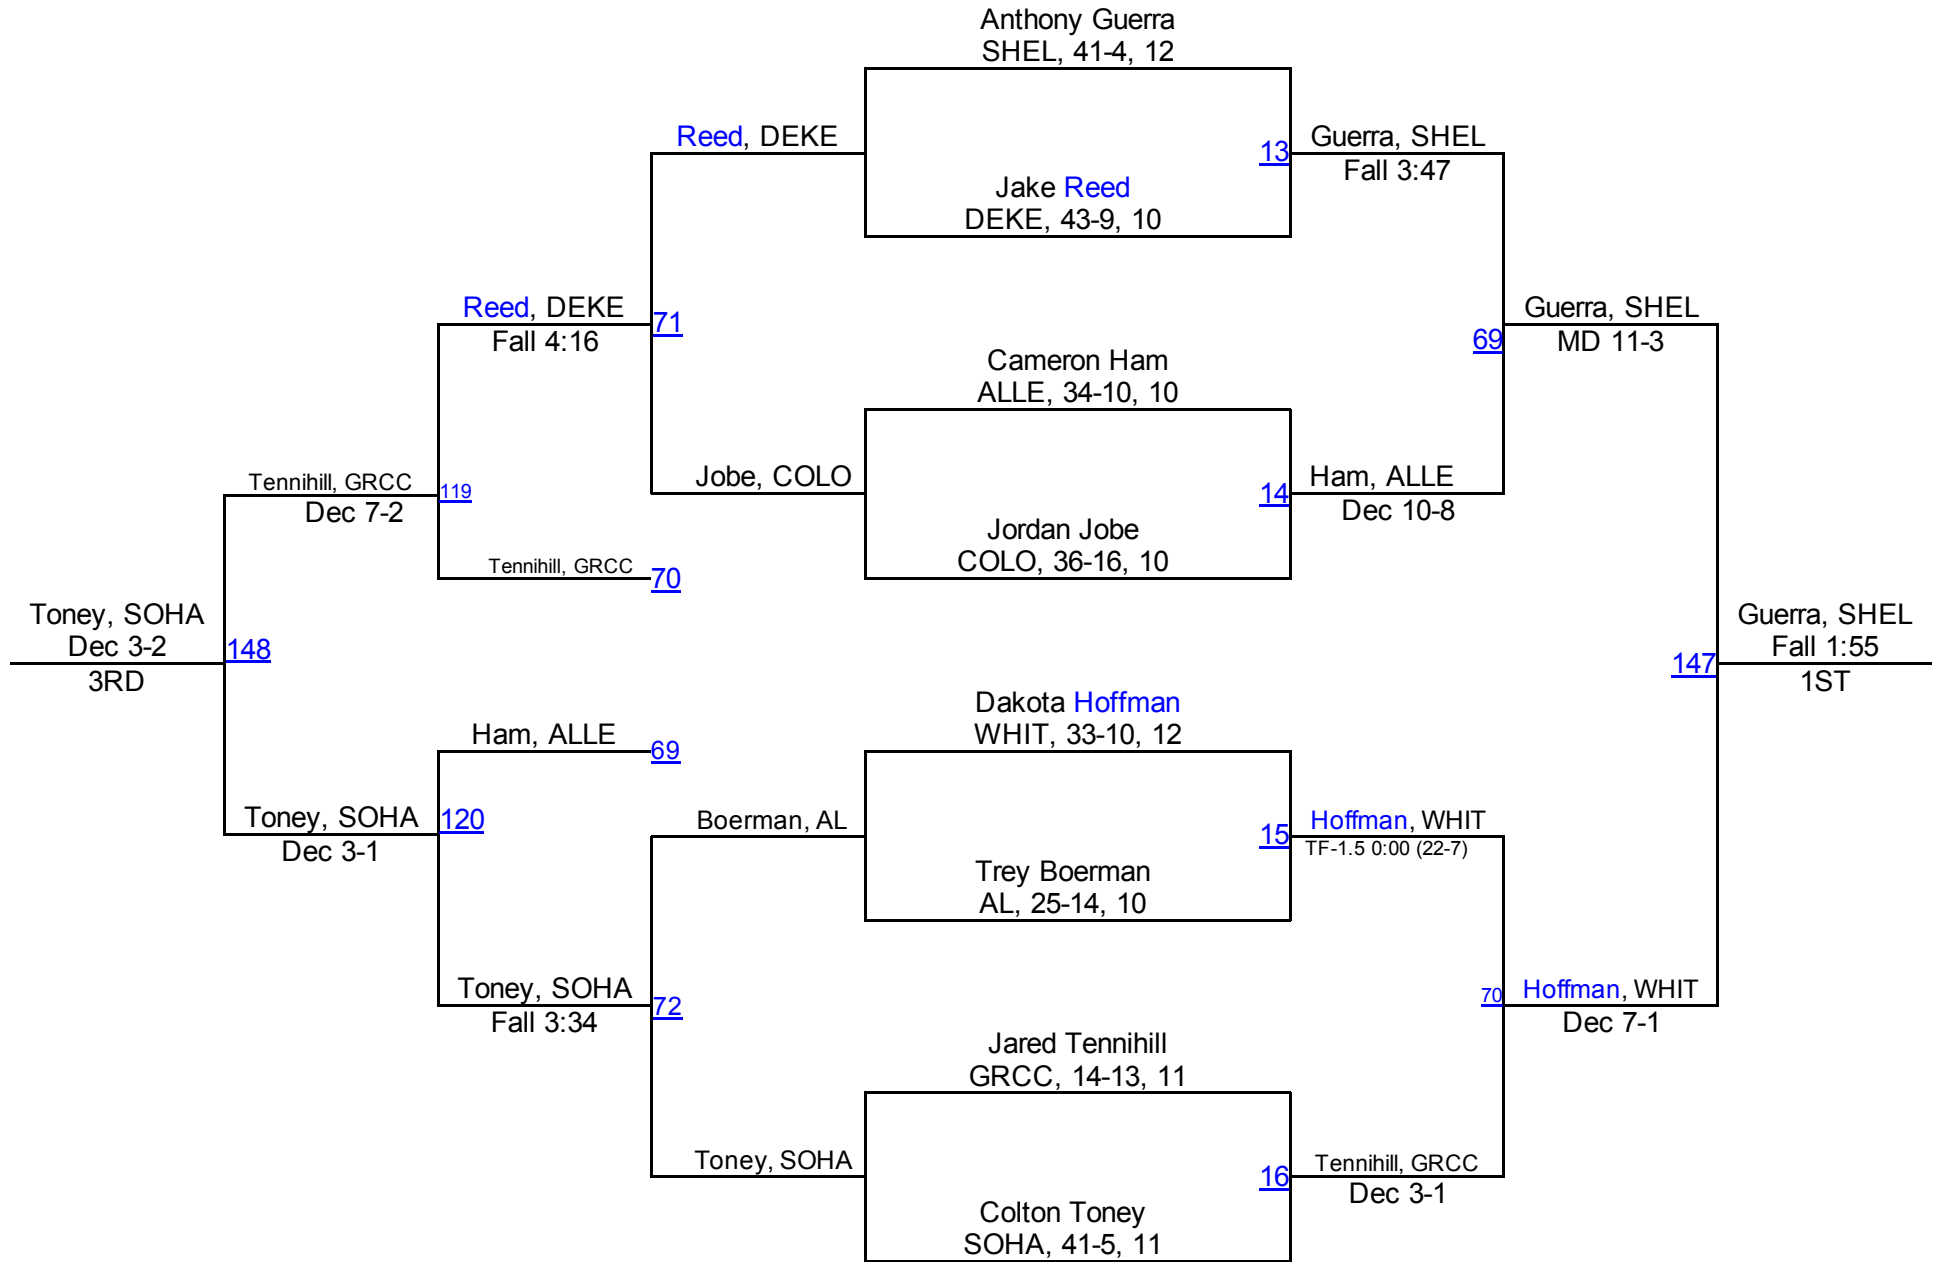 Anthony Guerra
SHEL, 41-4, 12
Reed, DEKE
13
Guerra, SHEL
Fall 3:47
Jake Reed
DEKE, 43-9, 10
Reed, DEKE
Fall 4:16
71
Guerra, SHEL
MD 11-3
69
Cameron Ham
ALLE, 34-10, 10
Tennihill, GRCC
Dec 7-2
119
Jobe, COLO
14
Ham, ALLE
Dec 10-8
Jordan Jobe
COLO, 36-16, 10
Tennihill, GRCC
70
Toney, SOHA
Dec 3-2
3RD
148
147
Guerra, SHEL
Fall 1:55
1ST
Dakota Hoffman
WHIT, 33-10, 12
Ham, ALLE
69
Toney, SOHA
Dec 3-1
120
Boerman, AL
15
Hoffman, WHIT
TF-1.5 0:00 (22-7)
Trey Boerman
AL, 25-14, 10
Toney, SOHA
Fall 3:34
72
70
Hoffman, WHIT
Dec 7-1
Jared Tennihill
GRCC, 14-13, 11
Toney, SOHA
16
Tennihill, GRCC
Dec 3-1
Colton Toney
SOHA, 41-5, 11